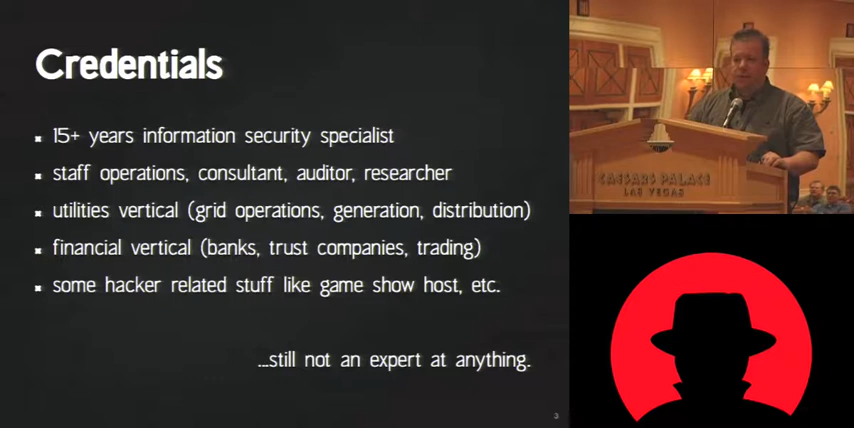 Credentials
15+ years information security specialist
staff operations, consultant, auditor, researcher
utilities vertical (grid operations, generation, distribution)
financial vertical (banks, trust companies, trading)
some hacker related stuff like game show host, etc.
...still not an expert at anything.
3
CAESARS PALACE
LAS VEGAS